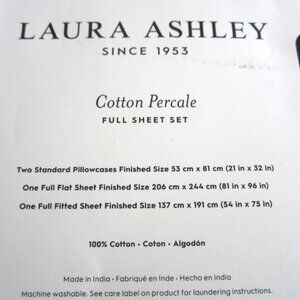 LAURA ASHLEY
SINCE 1953
Cotton Percale
FULL SHEET SET
Two Standard Pillowcases Finished Size 53 cm x 81 cm (21 in x 32 in)
One Full Flat Sheet Finished Size 206 cm x 244 cm (81 in x 96 in)
One Full Fitted Sheet Finished Size 137 cm x 191 cm (54 in x 75 in)
100% Cotton • Coton • Algodón
Made in India • Fabriqué en Inde • Hecho en India
Machine washable. See care label on product for laundering instructions.